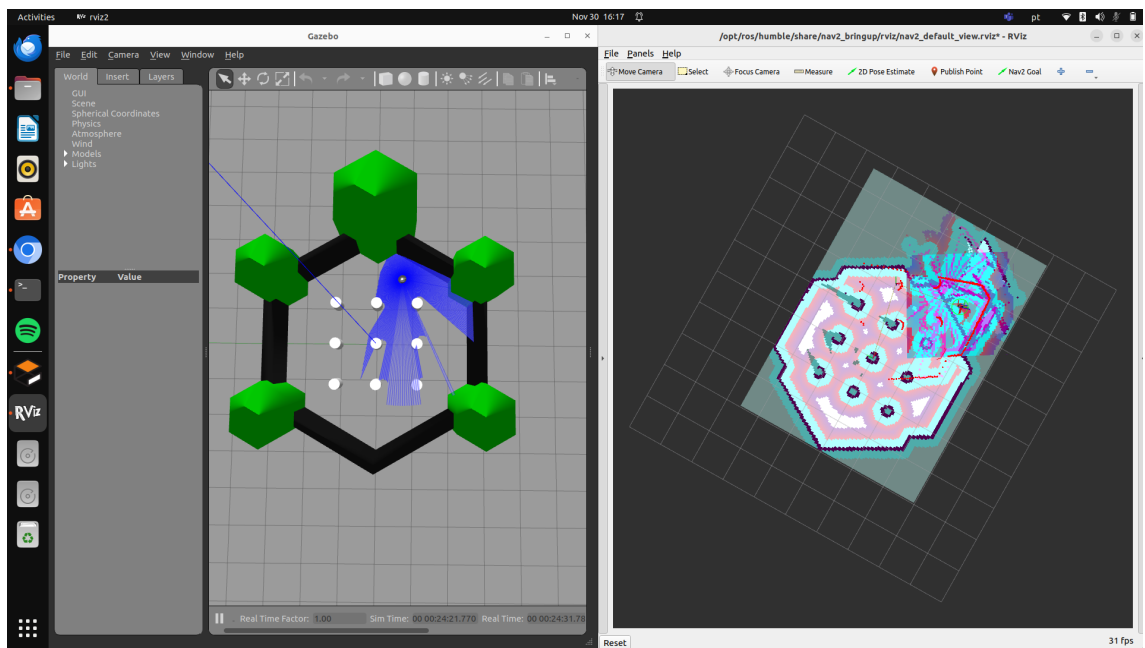 Activities
rviz2
Nov 30 16:17
pt
Gazebo
/opt/ros/humble/share/nav2_bringup/rviz/nav2_default_view.rviz* - RViz
File Edit Camera View Window Help
File Panels Help
World Insert Layers
Move Camera Select Focus Camera Measure 2D Pose Estimate Publish Point Nav2 Goal
GUI
Scene
Spherical Coordinates
Physics
Atmosphere
Wind
Models
Lights
Property Value
RViz
Real Time Factor: 1.00 Sim Time: 00 00:24:21.770 Real Time: 00 00:24:31.78
Reset
31 fps